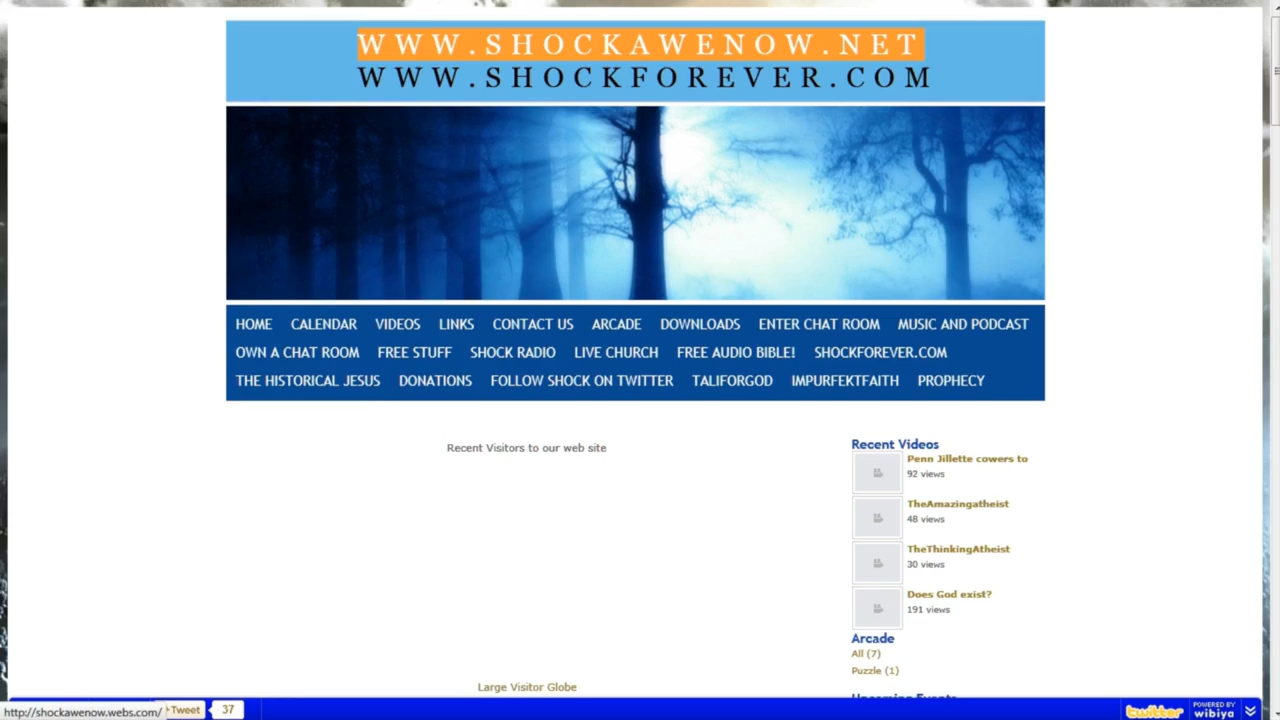 WWW.SHOCKAWENOW.NET
WWW.SHOCKFOREVER.COM
HOME CALENDAR VIDEOS LINKS CONTACT US ARCADE DOWNLOADS ENTER CHAT ROOM MUSIC AND PODCAST
OWN A CHAT ROOM FREE STUFF SHOCK RADIO LIVE CHURCH FREE AUDIO BIBLE! SHOCKFOREVER.COM
THE HISTORICAL JESUS DONATIONS FOLLOW SHOCK ON TWITTER TALIFORGOD IMPURFEKTFAITH PROPHECY
Recent Visitors to our web site
Large Visitor Globe
Recent Videos
Penn Jillette cowers to
92 views
TheAmazingatheist
48 views
TheThinkingAtheist
30 views
Does God exist?
191 views
Arcade
All (7)
Puzzle (1)
Upcoming Events
http://shockawenow.webs.com/
Tweet 37
twitter
POWERED BY
wibiya